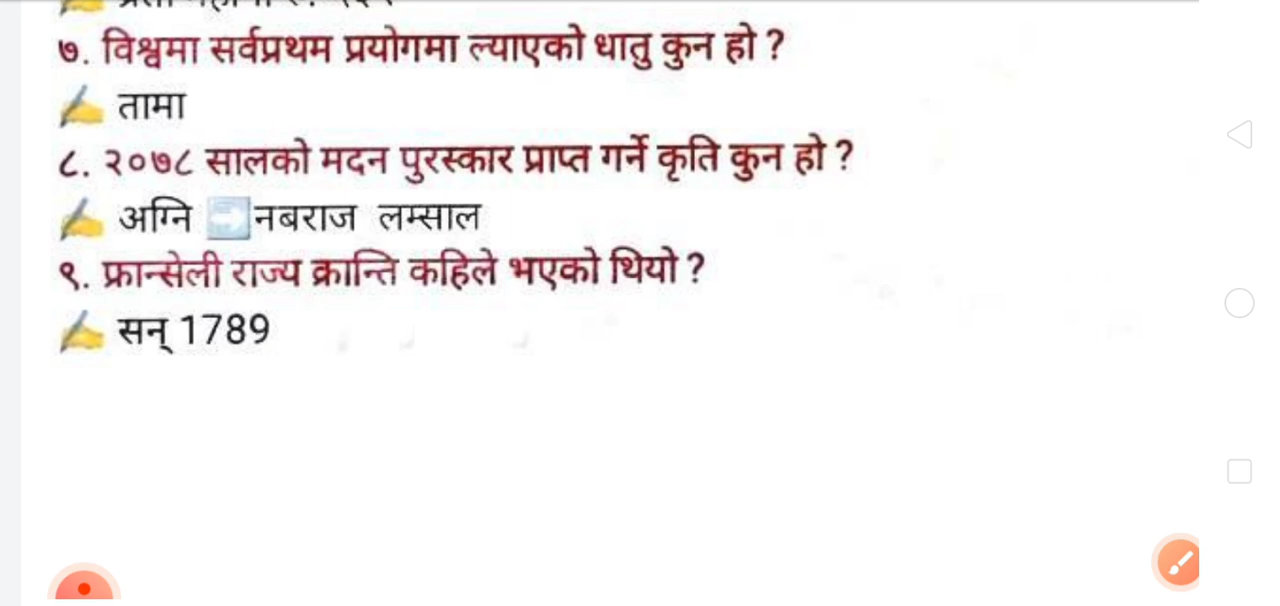 ७. विश्वमा सर्वप्रथम प्रयोगमा ल्याएको धातु कुन हो ?
✍️ तामा
८. २०७८ सालको मदन पुरस्कार प्राप्त गर्ने कृति कुन हो ?
✍️ अग्नि ➡️नबराज लम्साल
९. फ्रान्सेली राज्य क्रान्ति कहिले भएको थियो ?
✍️ सन् 1789